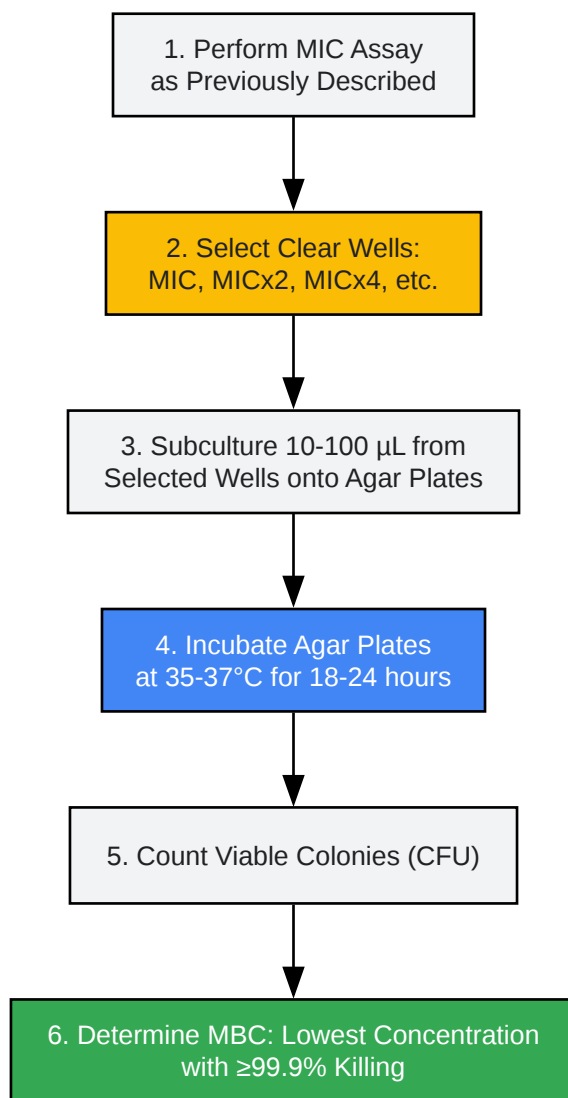 1. Perform MIC Assay
as Previously Described
2. Select Clear Wells:
MIC, MICx2, MICx4, etc.
3. Subculture 10-100 µL from
Selected Wells onto Agar Plates
4. Incubate Agar Plates
at 35-37°C for 18-24 hours
5. Count Viable Colonies (CFU)
6. Determine MBC: Lowest Concentration
with ≥99.9% Killing